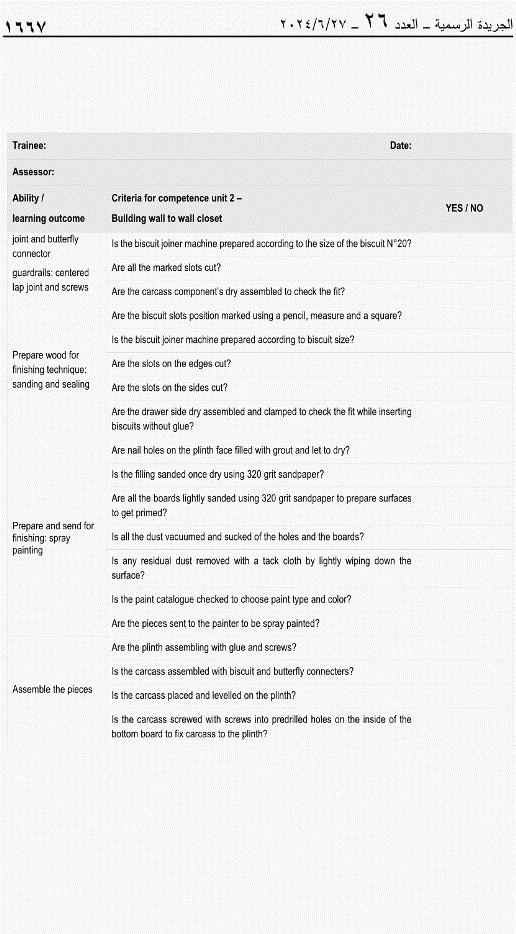 الجريدة الرسمية – العدد ٢٦ – ٢٠٢٤/٦/٢٧
١٦٦٧
Trainee:
Date:
Assessor:
Ability /
learning outcome
Criteria for competence unit 2 –
Building wall to wall closet
YES / NO
joint and butterfly
connector
guardrails: centered
lap joint and screws
Is the biscuit joiner machine prepared according to the size of the biscuit N°20?
Are all the marked slots cut?
Are the carcass component's dry assembled to check the fit?
Are the biscuit slots position marked using a pencil, measure and a square?
Is the biscuit joiner machine prepared according to biscuit size?
Prepare wood for
finishing technique:
sanding and sealing
Are the slots on the edges cut?
Are the slots on the sides cut?
Are the drawer side dry assembled and clamped to check the fit while inserting
biscuits without glue?
Are nail holes on the plinth face filled with grout and let to dry?
Is the filling sanded once dry using 320 grit sandpaper?
Are all the boards lightly sanded using 320 grit sandpaper to prepare surfaces
to get primed?
Prepare and send for
finishing: spray
painting
Is all the dust vacuumed and sucked of the holes and the boards?
Is any residual dust removed with a tack cloth by lightly wiping down the
surface?
Is the paint catalogue checked to choose paint type and color?
Are the pieces sent to the painter to be spray painted?
Assemble the pieces
Are the plinth assembling with glue and screws?
Is the carcass assembled with biscuit and butterfly connecters?
Is the carcass placed and levelled on the plinth?
Is the carcass screwed with screws into predrilled holes on the inside of the
bottom board to fix carcass to the plinth?